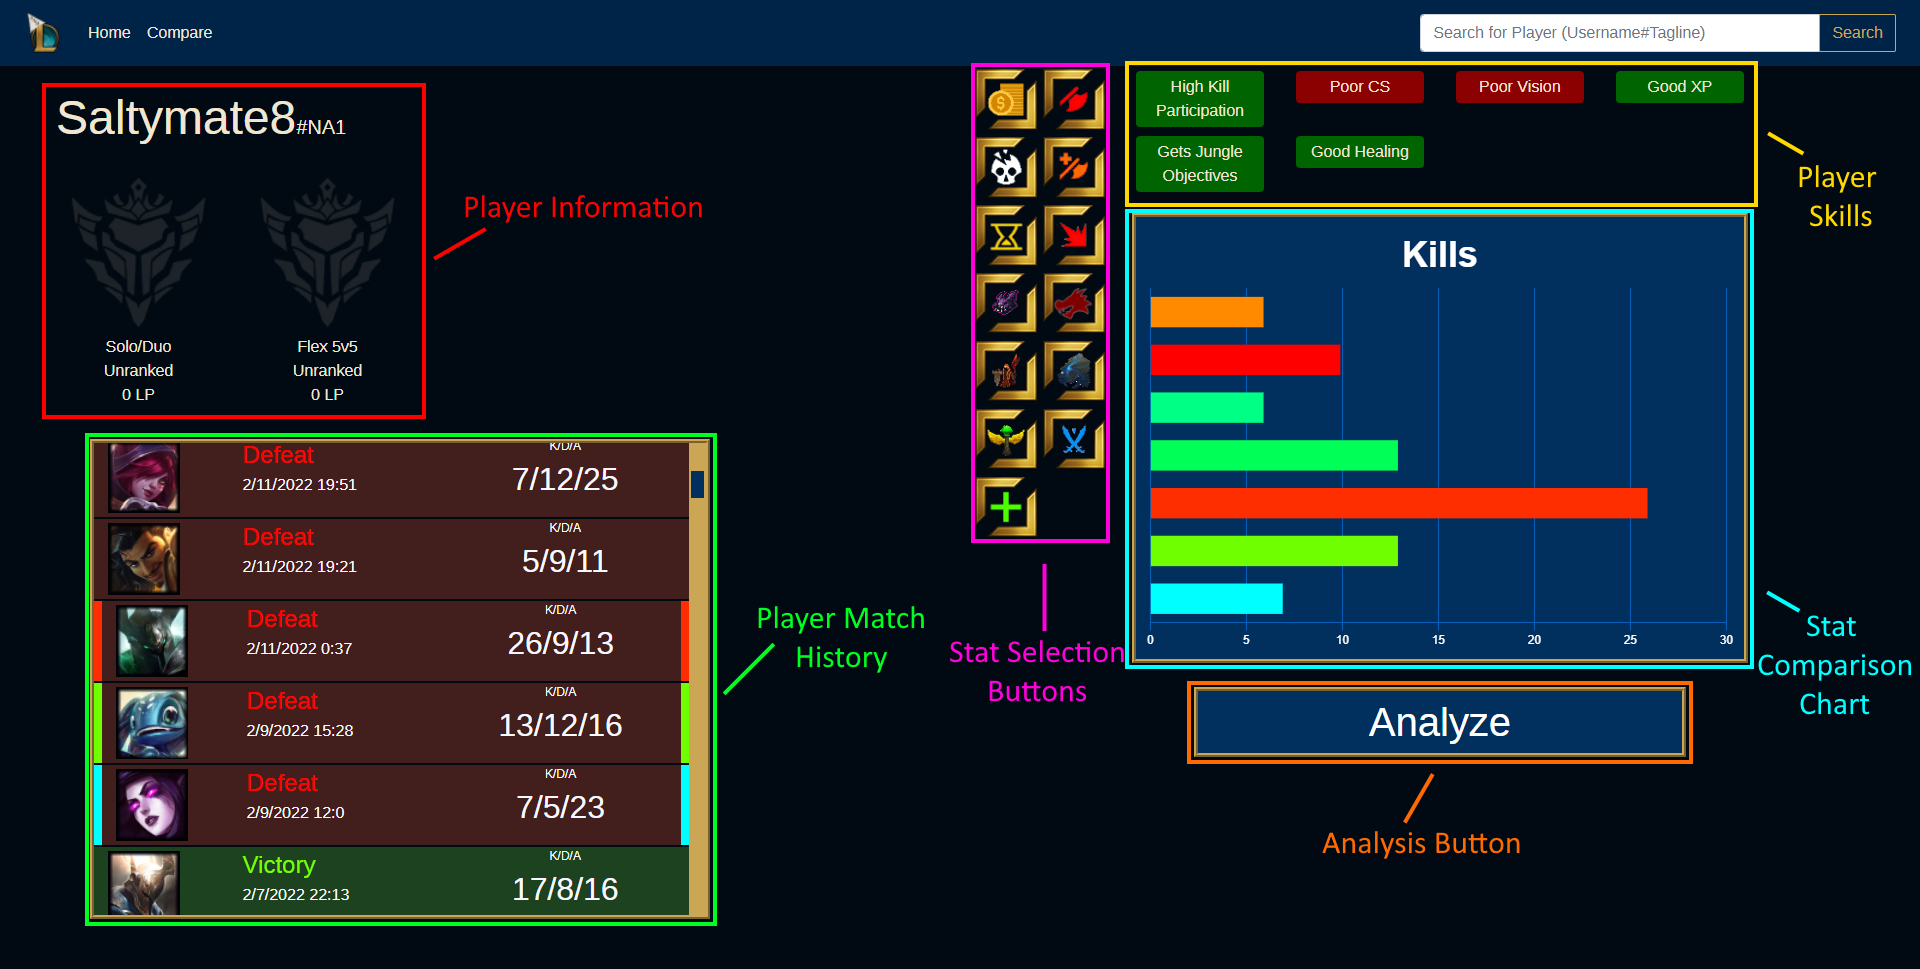 Home Compare
Search for Player (Username#Tagline) Search
Saltymate8#NA1
Solo/Duo
Unranked
0 LP
Flex 5v5
Unranked
0 LP
Player Information
Defeat
2/11/2022 19:51
K/D/A
7/12/25
Defeat
2/11/2022 19:21
K/D/A
5/9/11
Defeat
2/11/2022 0:37
K/D/A
26/9/13
Defeat
2/9/2022 15:28
K/D/A
13/12/16
Defeat
2/9/2022 12:0
K/D/A
7/5/23
Victory
2/7/2022 22:13
K/D/A
17/8/16
Player Match
History
Stat Selection
Buttons
High Kill
Participation
Poor CS
Poor Vision
Good XP
Gets Jungle
Objectives
Good Healing
Player
Skills
Kills
0 5 10 15 20 25 30
Stat
Comparison
Chart
Analyze
Analysis Button